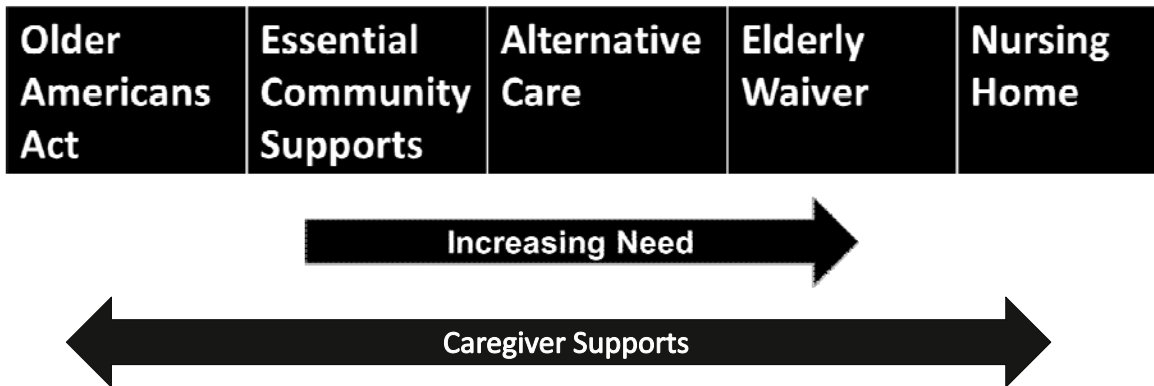 Older
Americans
Act
Essential
Community
Supports
Alternative
Care
Elderly
Waiver
Nursing
Home
Increasing Need
Caregiver Supports